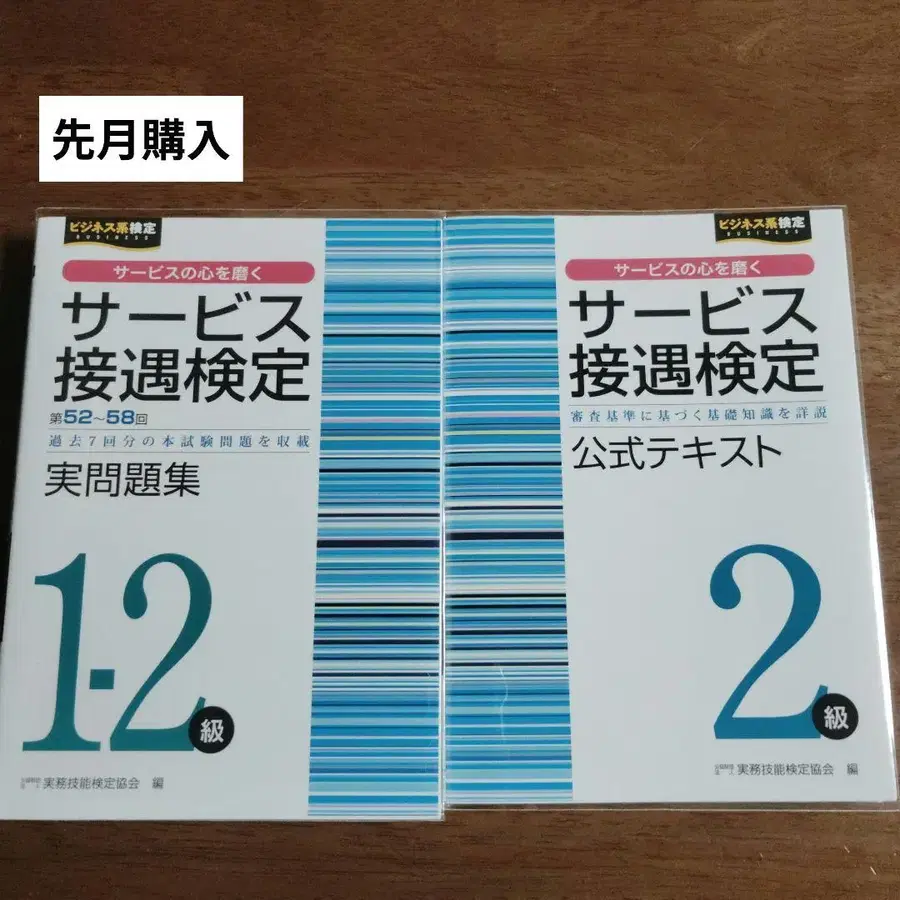 先月購入
ビジネス系検定
BUSINESS
サービスの心を磨く
サービス
接遇検定
第52〜58回
過去7回分の本試験問題を収載
実問題集
1-2
級
実務技能検定協会 編
ビジネス系検定
BUSINESS
サービスの心を磨く
サービス
接遇検定
審査基準に基づく基礎知識を詳説
公式テキスト
2
級
実務技能検定協会 編